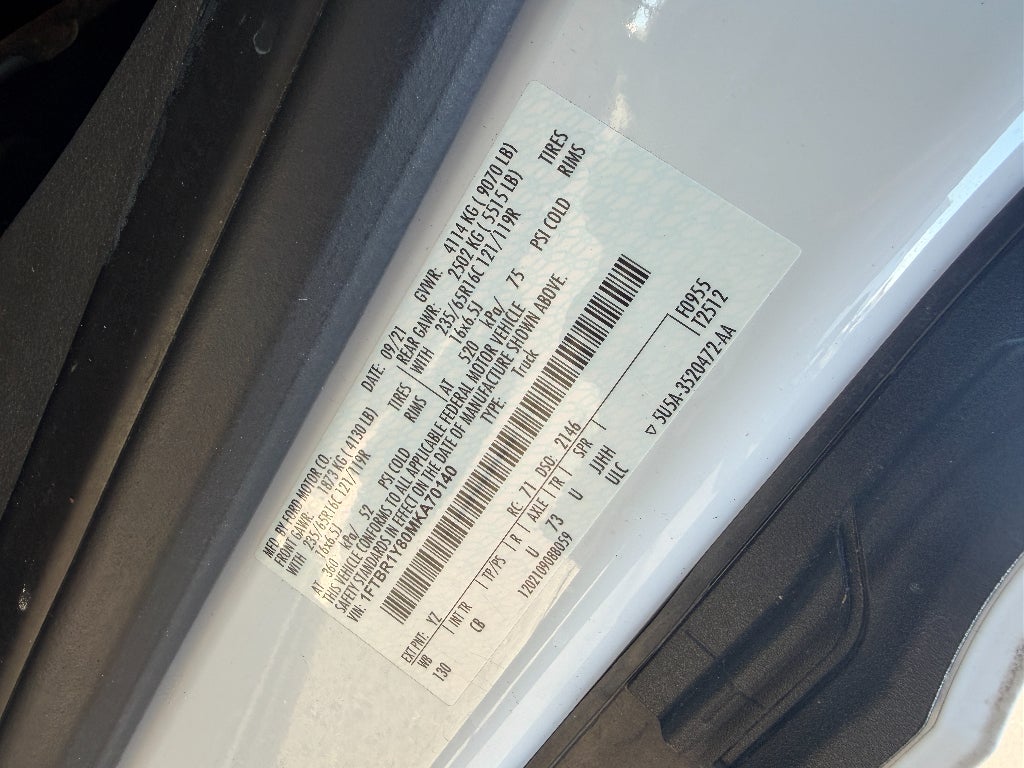 MFD. BY FORD MOTOR CO.
DATE: 09/21 GVWR: 4114 KG ( 9070 LB)
FRONT GAWR: 1873 KG ( 4130 LB) REAR GAWR: 2502 KG ( 5515 LB)
WITH 235/65R16C 121/119R TIRES WITH 235/65R16C 121/119R TIRES
16x6.5J RIMS 16x6.5J RIMS
AT 360 kPa/ 52 PSI COLD AT 520 kPa/ 75 PSI COLD
THIS VEHICLE CONFORMS TO ALL APPLICABLE FEDERAL MOTOR VEHICLE
SAFETY STANDARDS IN EFFECT ON THE DATE OF MANUFACTURE SHOWN ABOVE.
VIN: 1FTBR1Y80MKA70140 TYPE: Truck
EXT PNT: YZ RC: 71 DSO: 2146
WB INT TR TP/PS R AXLE TR SPR
130 CB U 73 U JJHH
1202109088059 ULC
F0955
12512
▽ 5U5A-3520472-AA